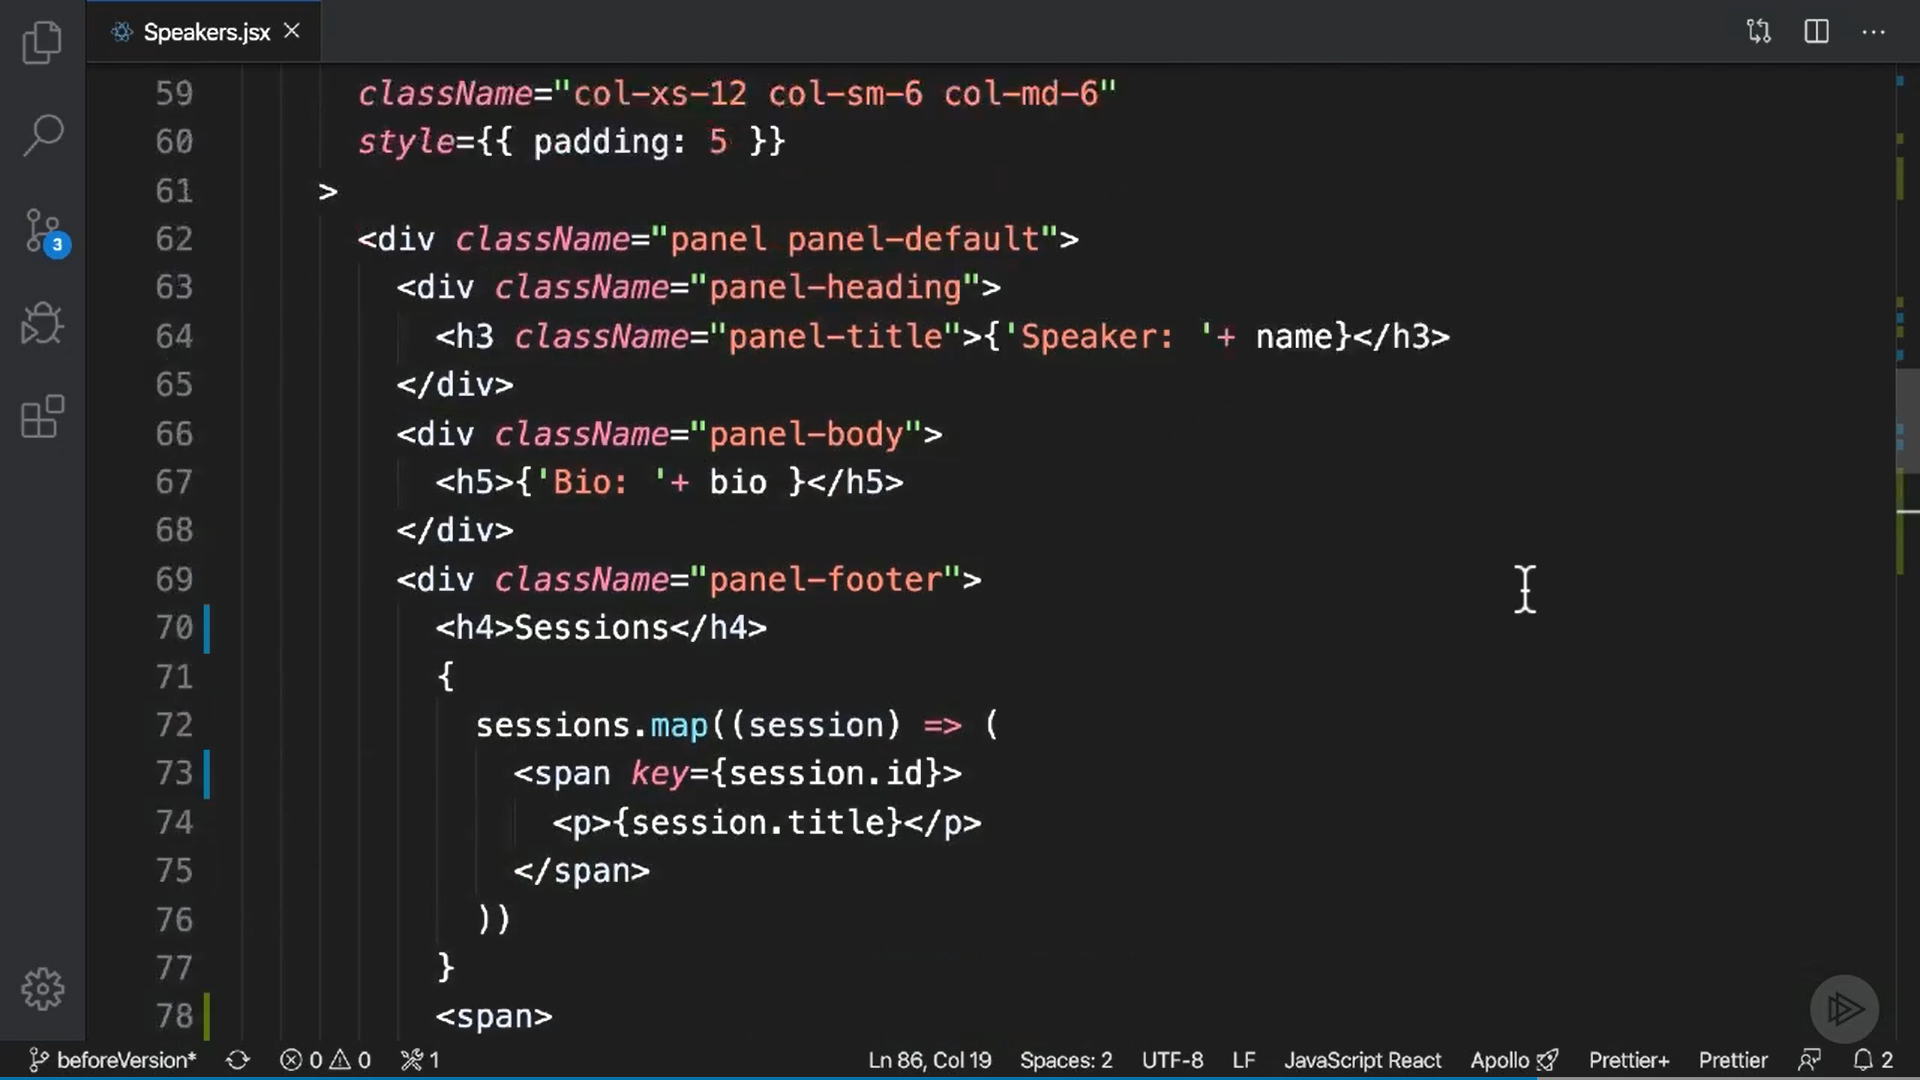 Speakers.jsx
59 className="col-xs-12 col-sm-6 col-md-6"
60 style={{ padding: 5 }}
61 >
62 <div className="panel panel-default">
63 <div className="panel-heading">
64 <h3 className="panel-title">{'Speaker: '+ name}</h3>
65 </div>
66 <div className="panel-body">
67 <h5>{'Bio: '+ bio }</h5>
68 </div>
69 <div className="panel-footer">
70 <h4>Sessions</h4>
71 {
72 sessions.map((session) => (
73 <span key={session.id}>
74 <p>{session.title}</p>
75 </span>
76 ))
77 }
78 <span>
3
beforeVersion* 0 0 1 Ln 86, Col 19 Spaces: 2 UTF-8 LF JavaScript React Apollo Prettier+ Prettier 2